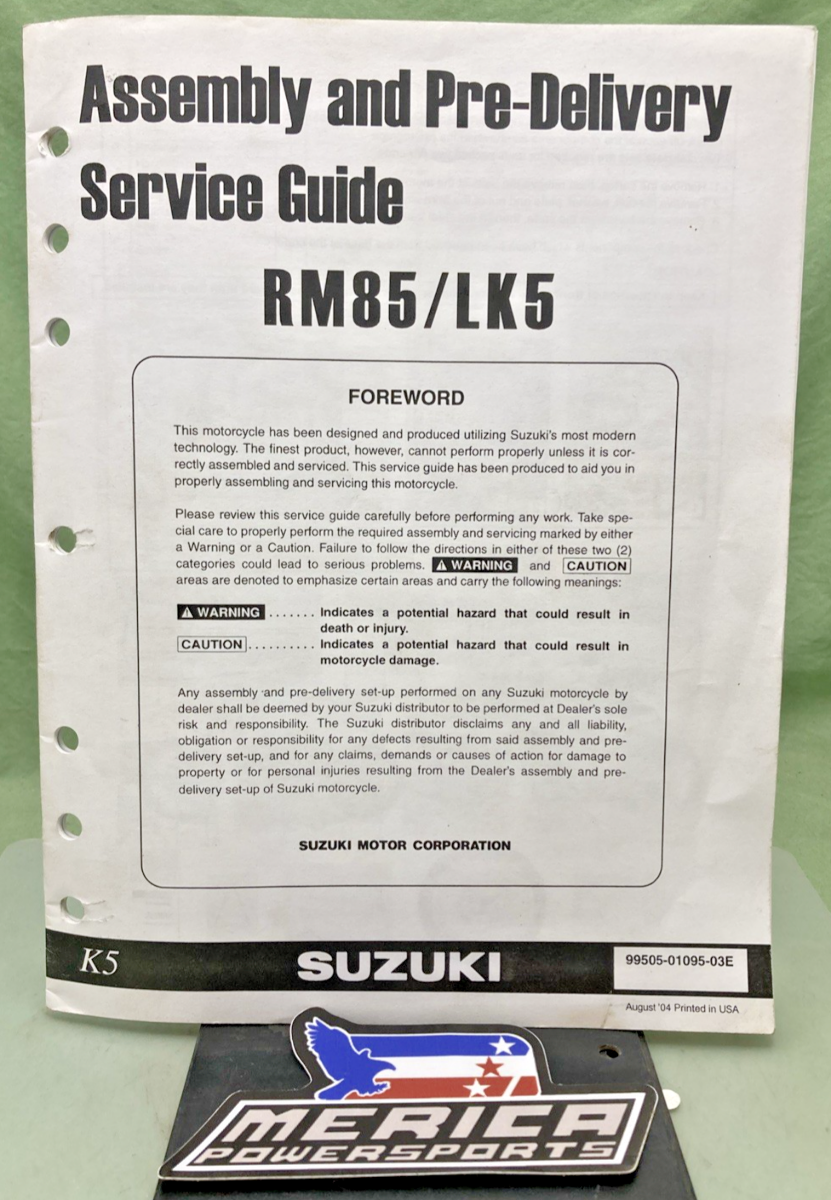 Assembly and Pre-Delivery
Service Guide
RM85/LK5
FOREWORD
This motorcycle has been designed and produced utilizing Suzuki's most modern
technology. The finest product, however, cannot perform properly unless it is cor-
rectly assembled and serviced. This service guide has been produced to aid you in
properly assembling and servicing this motorcycle.
Please review this service guide carefully before performing any work. Take spe-
cial care to properly perform the required assembly and servicing marked by either
a Warning or a Caution. Failure to follow the directions in either of these two (2)
categories could lead to serious problems. WARNING and CAUTION
areas are denoted to emphasize certain areas and carry the following meanings:
WARNING ....... Indicates a potential hazard that could result in
death or injury.
CAUTION .......... Indicates a potential hazard that could result in
motorcycle damage.
Any assembly and pre-delivery set-up performed on any Suzuki motorcycle by
dealer shall be deemed by your Suzuki distributor to be performed at Dealer's sole
risk and responsibility. The Suzuki distributor disclaims any and all liability,
obligation or responsibility for any defects resulting from said assembly and pre-
delivery set-up, and for any claims, demands or causes of action for damage to
property or for personal injuries resulting from the Dealer's assembly and pre-
delivery set-up of Suzuki motorcycle.
SUZUKI MOTOR CORPORATION
K5
SUZUKI
99505-01095-03E
August '04 Printed in USA
MERICA
POWERSPORTS